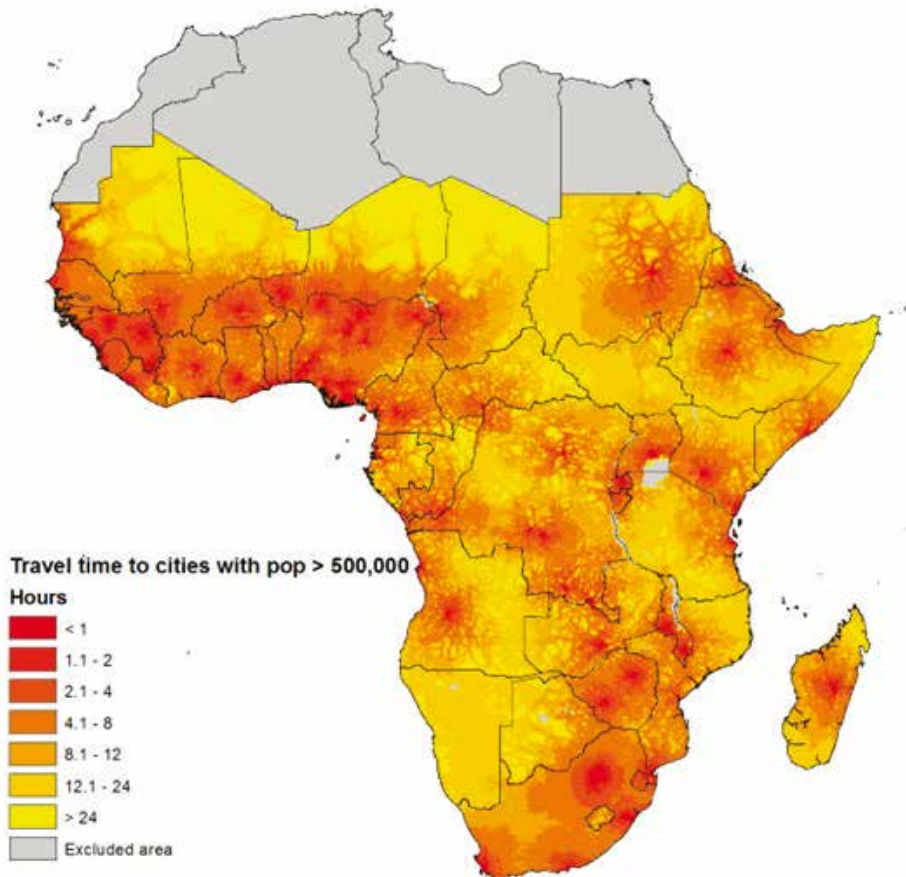 Travel time to cities with pop > 500,000
Hours
< 1
1.1 - 2
2.1 - 4
4.1 - 8
8.1 - 12
12.1 - 24
> 24
Excluded area